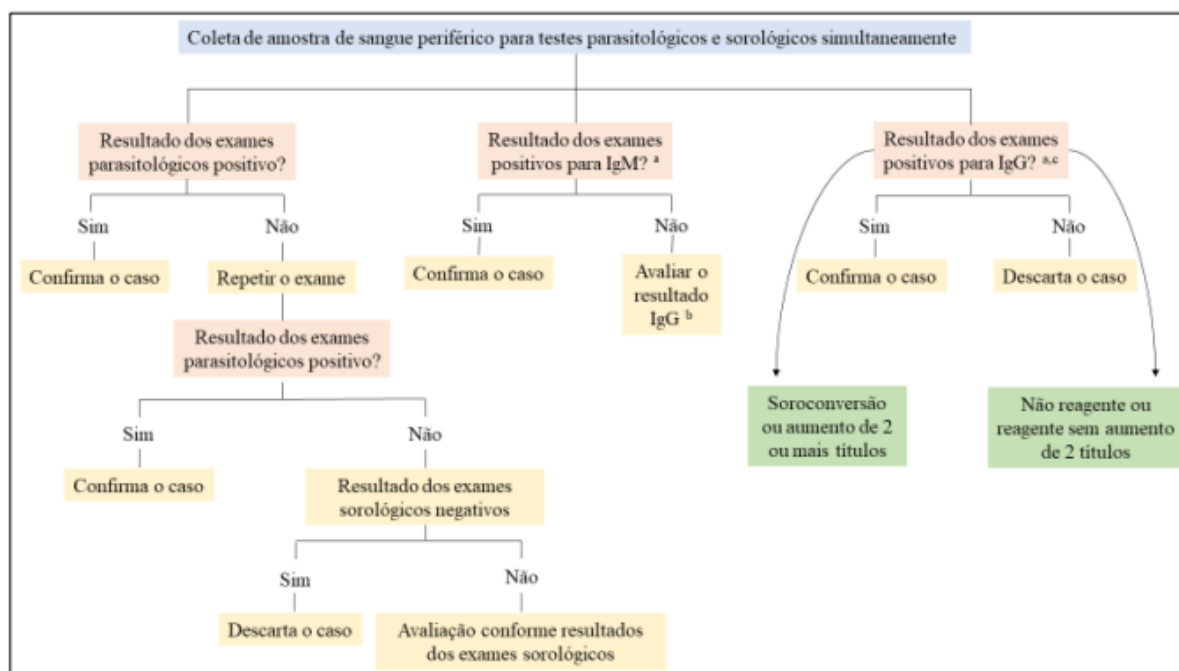 Coleta de amostra de sangue periférico para testes parasitológicos e sorológicos simultaneamente
Resultado dos exames
parasitológicos positivo?
Sim
Não
Confirma o caso
Repetir o exame
Resultado dos exames
parasitológicos positivo?
Sim
Não
Confirma o caso
Resultado dos exames
sorológicos negativos
Sim
Não
Descarta o caso
Avaliação conforme resultados
dos exames sorológicos
Resultado dos exames
positivos para IgM? a
Sim
Não
Confirma o caso
Avaliar o
resultado
IgG b
Resultado dos exames
positivos para IgG? a,c
Sim
Não
Confirma o caso
Descarta o caso
Soroconversão
ou aumento de 2
ou mais títulos
Não reagente ou
reagente sem aumento
de 2 títulos